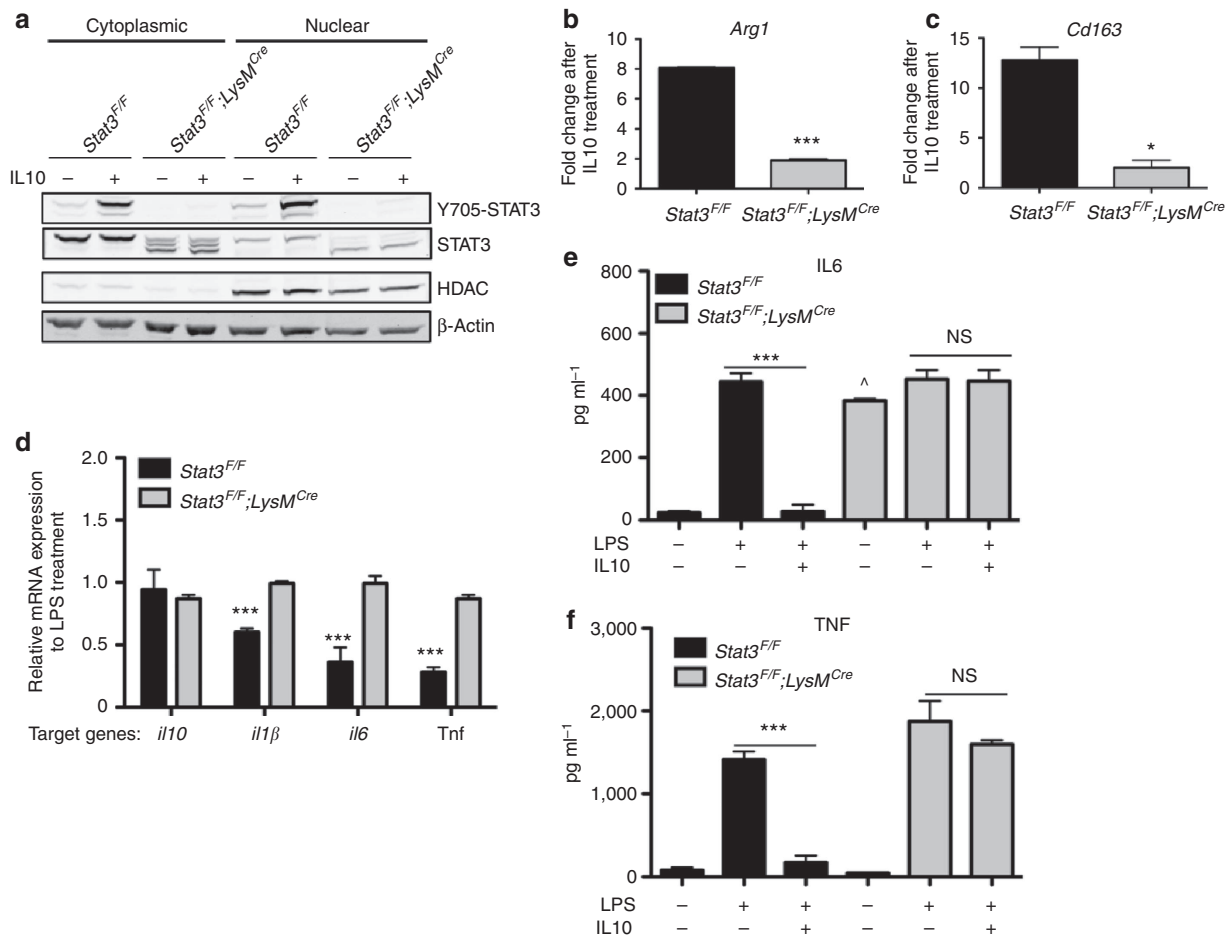 a
Cytoplasmic Nuclear
Stat3F/F Stat3F/F;LysMCre Stat3F/F Stat3F/F;LysMCre
IL10 – + – + – + – +
Y705-STAT3
STAT3
HDAC
β-Actin
b
Arg1
Fold change after
IL10 treatment
10
8
6
4
2
0
***
Stat3F/F Stat3F/F;LysMCre
c
Cd163
Fold change after
IL10 treatment
15
10
5
0
*
Stat3F/F Stat3F/F;LysMCre
d
Relative mRNA expression
to LPS treatment
2.0
1.5
1.0
0.5
0
Stat3F/F
Stat3F/F;LysMCre
*** *** ***
Target genes: il10 il1β il6 Tnf
e
IL6
pg ml–1
800
600
400
200
0
Stat3F/F
Stat3F/F;LysMCre
*** ^ NS
LPS – + + – + +
IL10 – – + – – +
f
TNF
pg ml–1
3,000
2,000
1,000
0
Stat3F/F
Stat3F/F;LysMCre
*** NS
LPS – + + – + +
IL10 – – + – – +